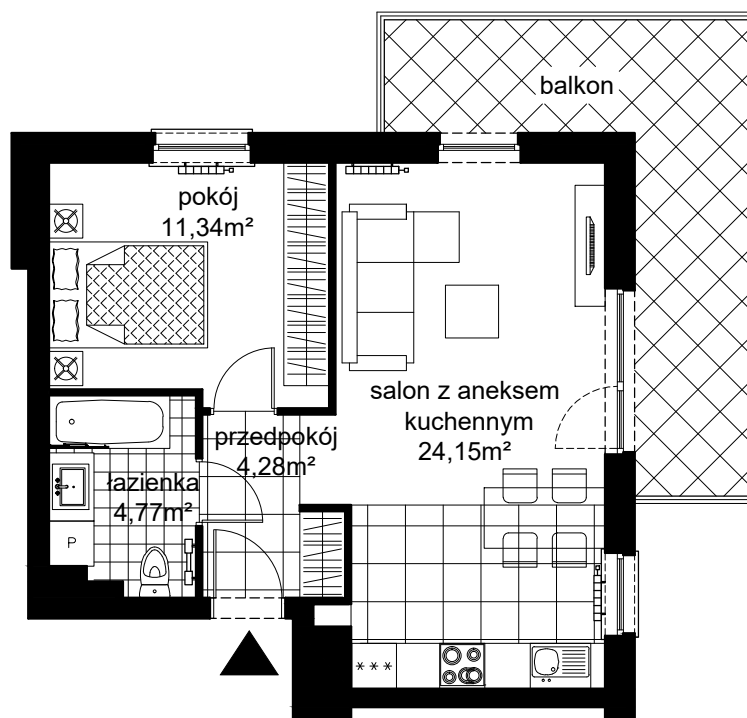 balkon
pokój
11,34m²
salon z aneksem
kuchennym
24,15m²
przedpokój
4,28m²
łazienka
4,77m²
P
***